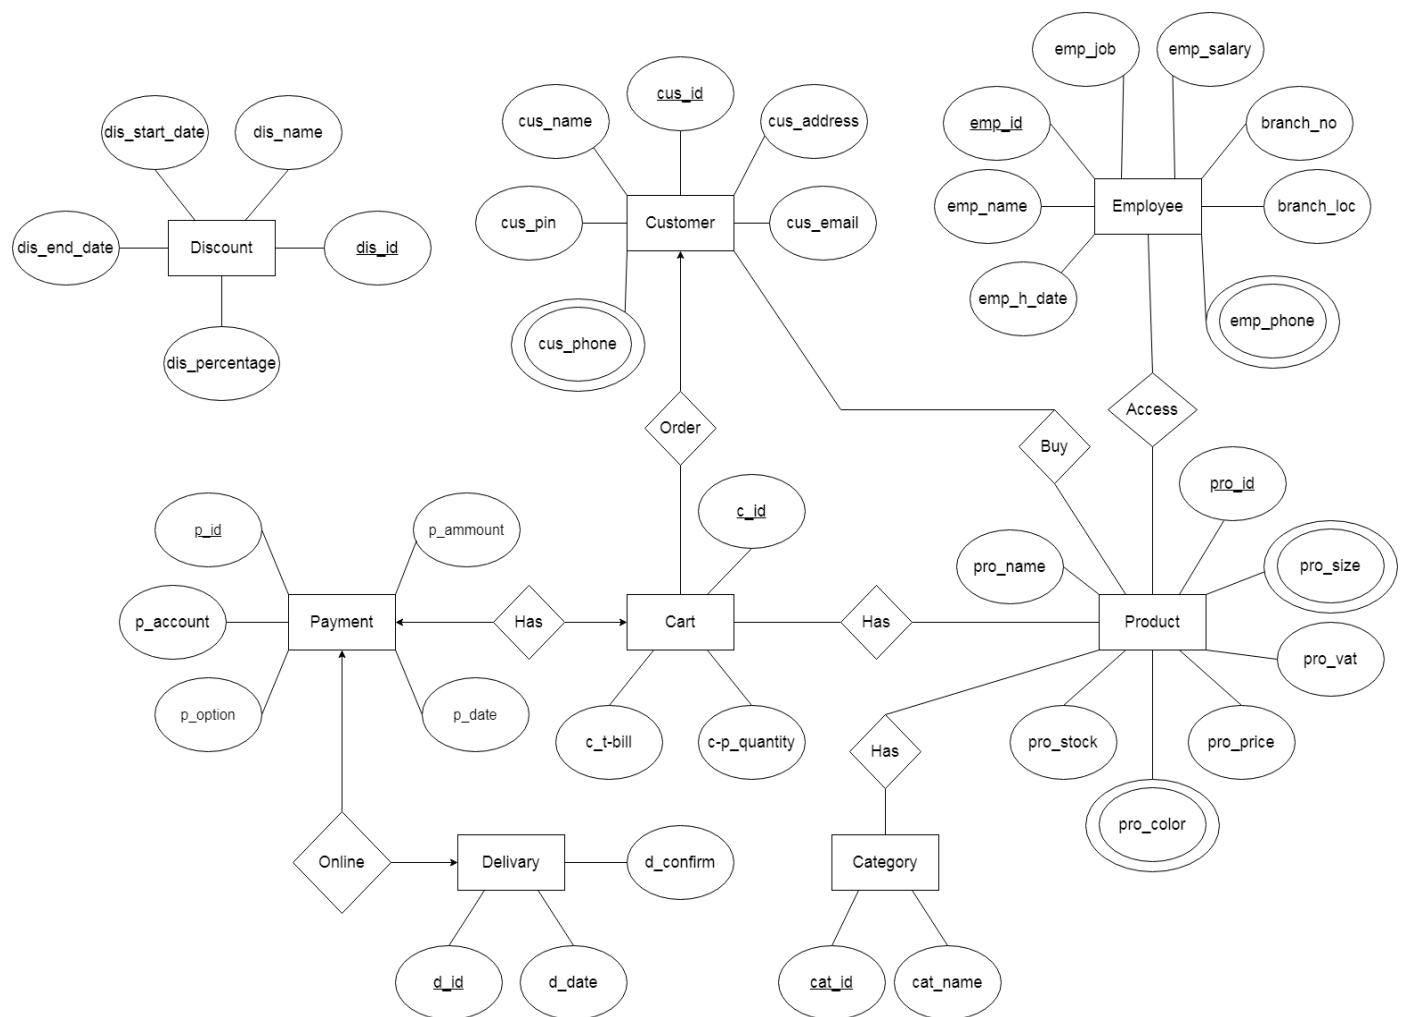 emp_job
emp_salary
cus_id
cus_name
cus_address
emp_id
branch_no
dis_start_date
dis_name
emp_name
Employee
branch_loc
cus_pin
Customer
cus_email
dis_end_date
Discount
dis_id
emp_h_date
emp_phone
cus_phone
dis_percentage
Access
Order
Buy
pro_id
c_id
p_id
p_ammount
pro_name
pro_size
p_account
Payment
Has
Cart
Has
Product
pro_vat
p_option
p_date
c_t-bill
c-p_quantity
pro_stock
pro_price
Has
pro_color
Online
Delivary
d_confirm
Category
d_id
d_date
cat_id
cat_name